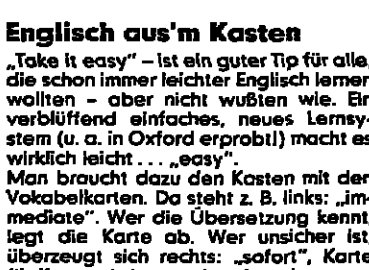 Englisch aus'm Kasten
„Take it easy“ – ist ein guter Tip für alle,
die schon immer leichter Englisch lerner
wollten – aber nicht wußten wie. Eir
verblüffend einfaches, neues Lernsy-
stem (u. a. in Oxford erprobt!) macht es
wirklich leicht . . . „easy“.
Man braucht dazu den Kasten mit der
Vokabelkarten. Da steht z. B. links: „im-
mediate“. Wer die Übersetzung kennt,
legt die Karte ab. Wer unsicher ist,
überzeugt sich rechts: „sofort“, Karte